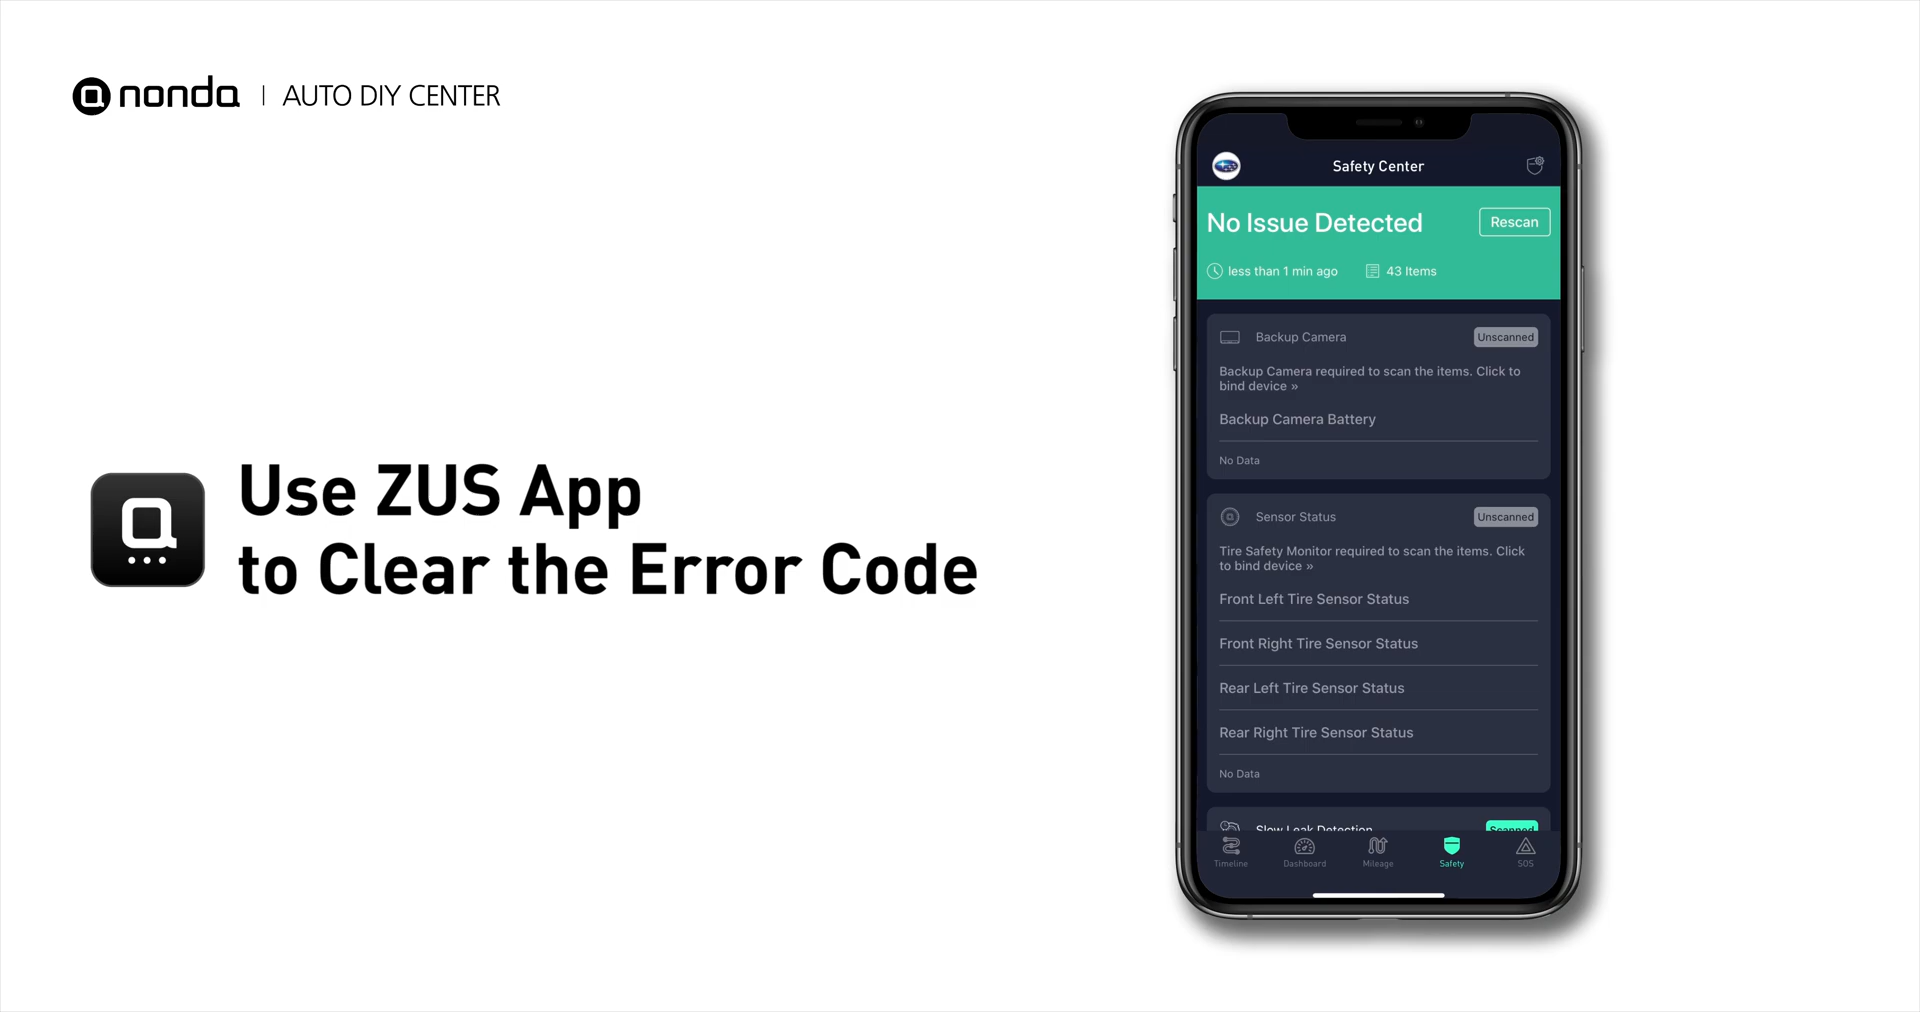 nonda | AUTO DIY CENTER
Use ZUS App
to Clear the Error Code
Safety Center
No Issue Detected
Rescan
less than 1 min ago
43 Items
Backup Camera
Unscanned
Backup Camera required to scan the items. Click to
bind device »
Backup Camera Battery
No Data
Sensor Status
Unscanned
Tire Safety Monitor required to scan the items. Click
to bind device »
Front Left Tire Sensor Status
Front Right Tire Sensor Status
Rear Left Tire Sensor Status
Rear Right Tire Sensor Status
No Data
Slow Leak Detection
Scanned
Timeline
Dashboard
Mileage
Safety
SOS